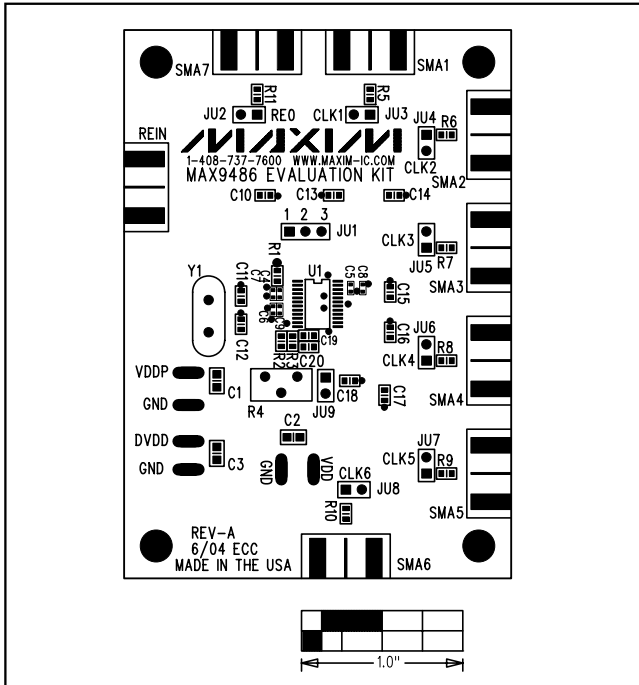 SMA7
SMA1
R11
R5
JU2
RE0
CLK1
JU3
JU4
R6
REIN
MAXIM
1-408-737-7600 WWW.MAXIM-IC.COM
MAX9486 EVALUATION KIT
CLK2
SMA2
C10
C13
C14
1 2 3
JU1
CLK3
JU5
R7
SMA3
Y1
R1
U1
C11
C7
C4
C5
C8
C15
C6
C9
C12
C16
C19
JU6
R8
CLK4
R2
R3
C20
VDDP
C1
R4
JU9
C18
C17
SMA4
GND
C2
DVDD
C3
GND
GND
VDD
CLK6
JU8
JU7
CLK5
R9
R10
SMA5
REV-A
6/04 ECC
MADE IN THE USA
SMA6
1.0"